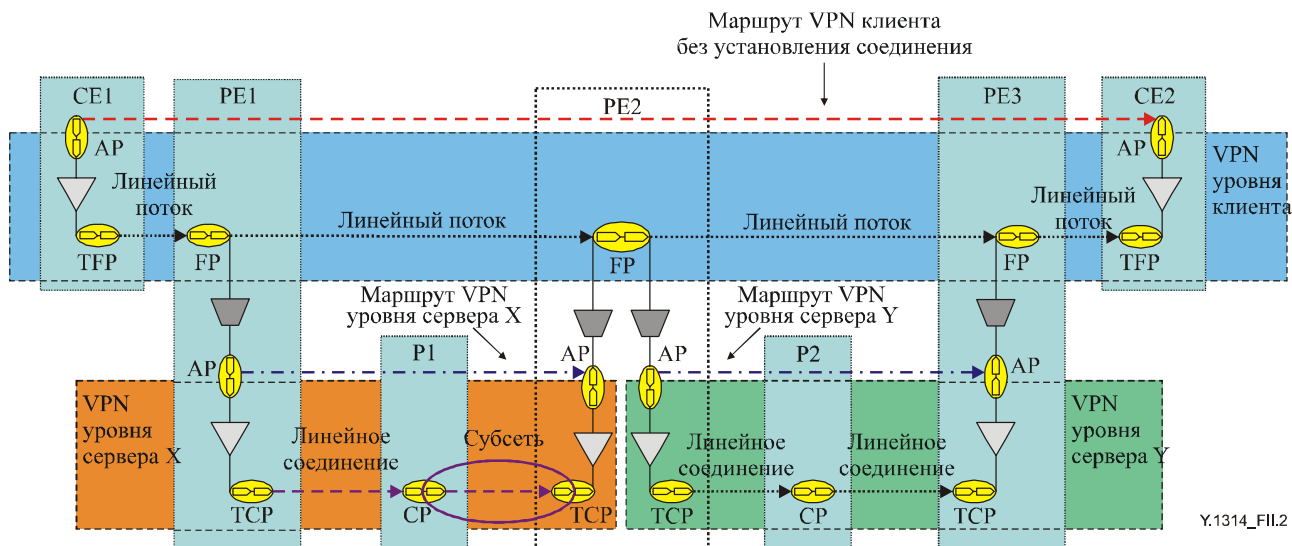 Маршрут VPN клиента
без установления соединения
CE1
PE1
PE2
PE3
CE2
AP
AP
VPN
уровня
клиента
Линейный
поток
Линейный поток
Линейный поток
Линейный
поток
TFP
FP
FP
FP
TFP
Маршрут VPN
уровня сервера X
Маршрут VPN
уровня сервера Y
P1
P2
AP
AP
AP
AP
VPN
уровня
сервера X
Линейное
соединение
Субсеть
Линейное
соединение
Линейное
соединение
VPN
уровня
сервера Y
TCP
CP
TCP
TCP
CP
TCP
Y.1314_FII.2